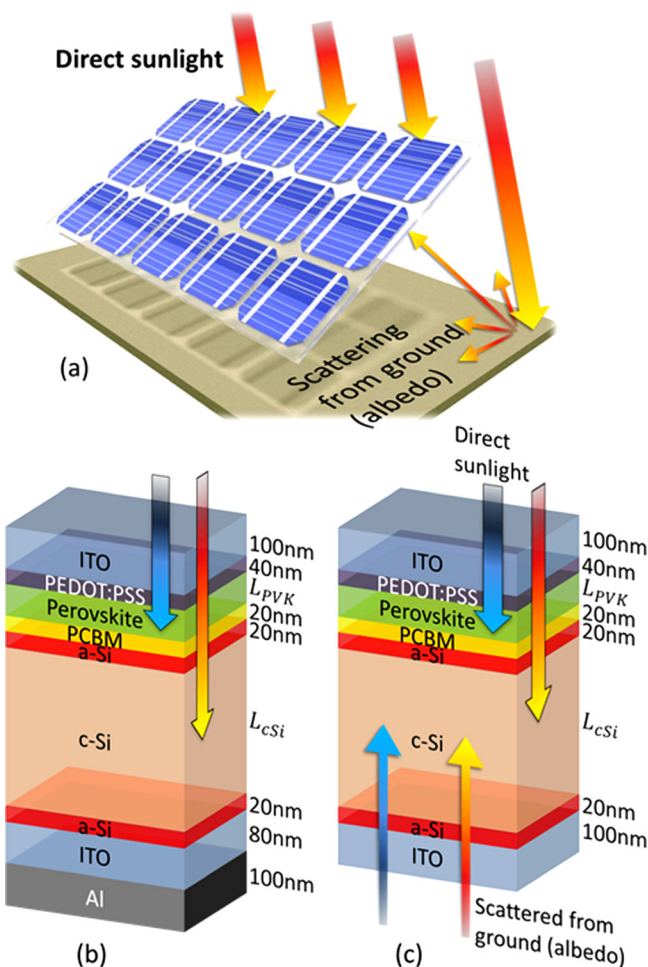 Direct sunlight
Scattering
from ground
(albedo)
(a)
Direct
sunlight
ITO
PEDOT:PSS
Perovskite
PCBM
a-Si
c-Si
a-Si
ITO
Al
100nm
40nm
L_PVK
20nm
20nm
L_cSi
20nm
80nm
100nm
(b)
ITO
PEDOT:PSS
Perovskite
PCBM
a-Si
c-Si
a-Si
ITO
100nm
40nm
L_PVK
20nm
20nm
L_cSi
20nm
100nm
Scattered from
ground (albedo)
(c)